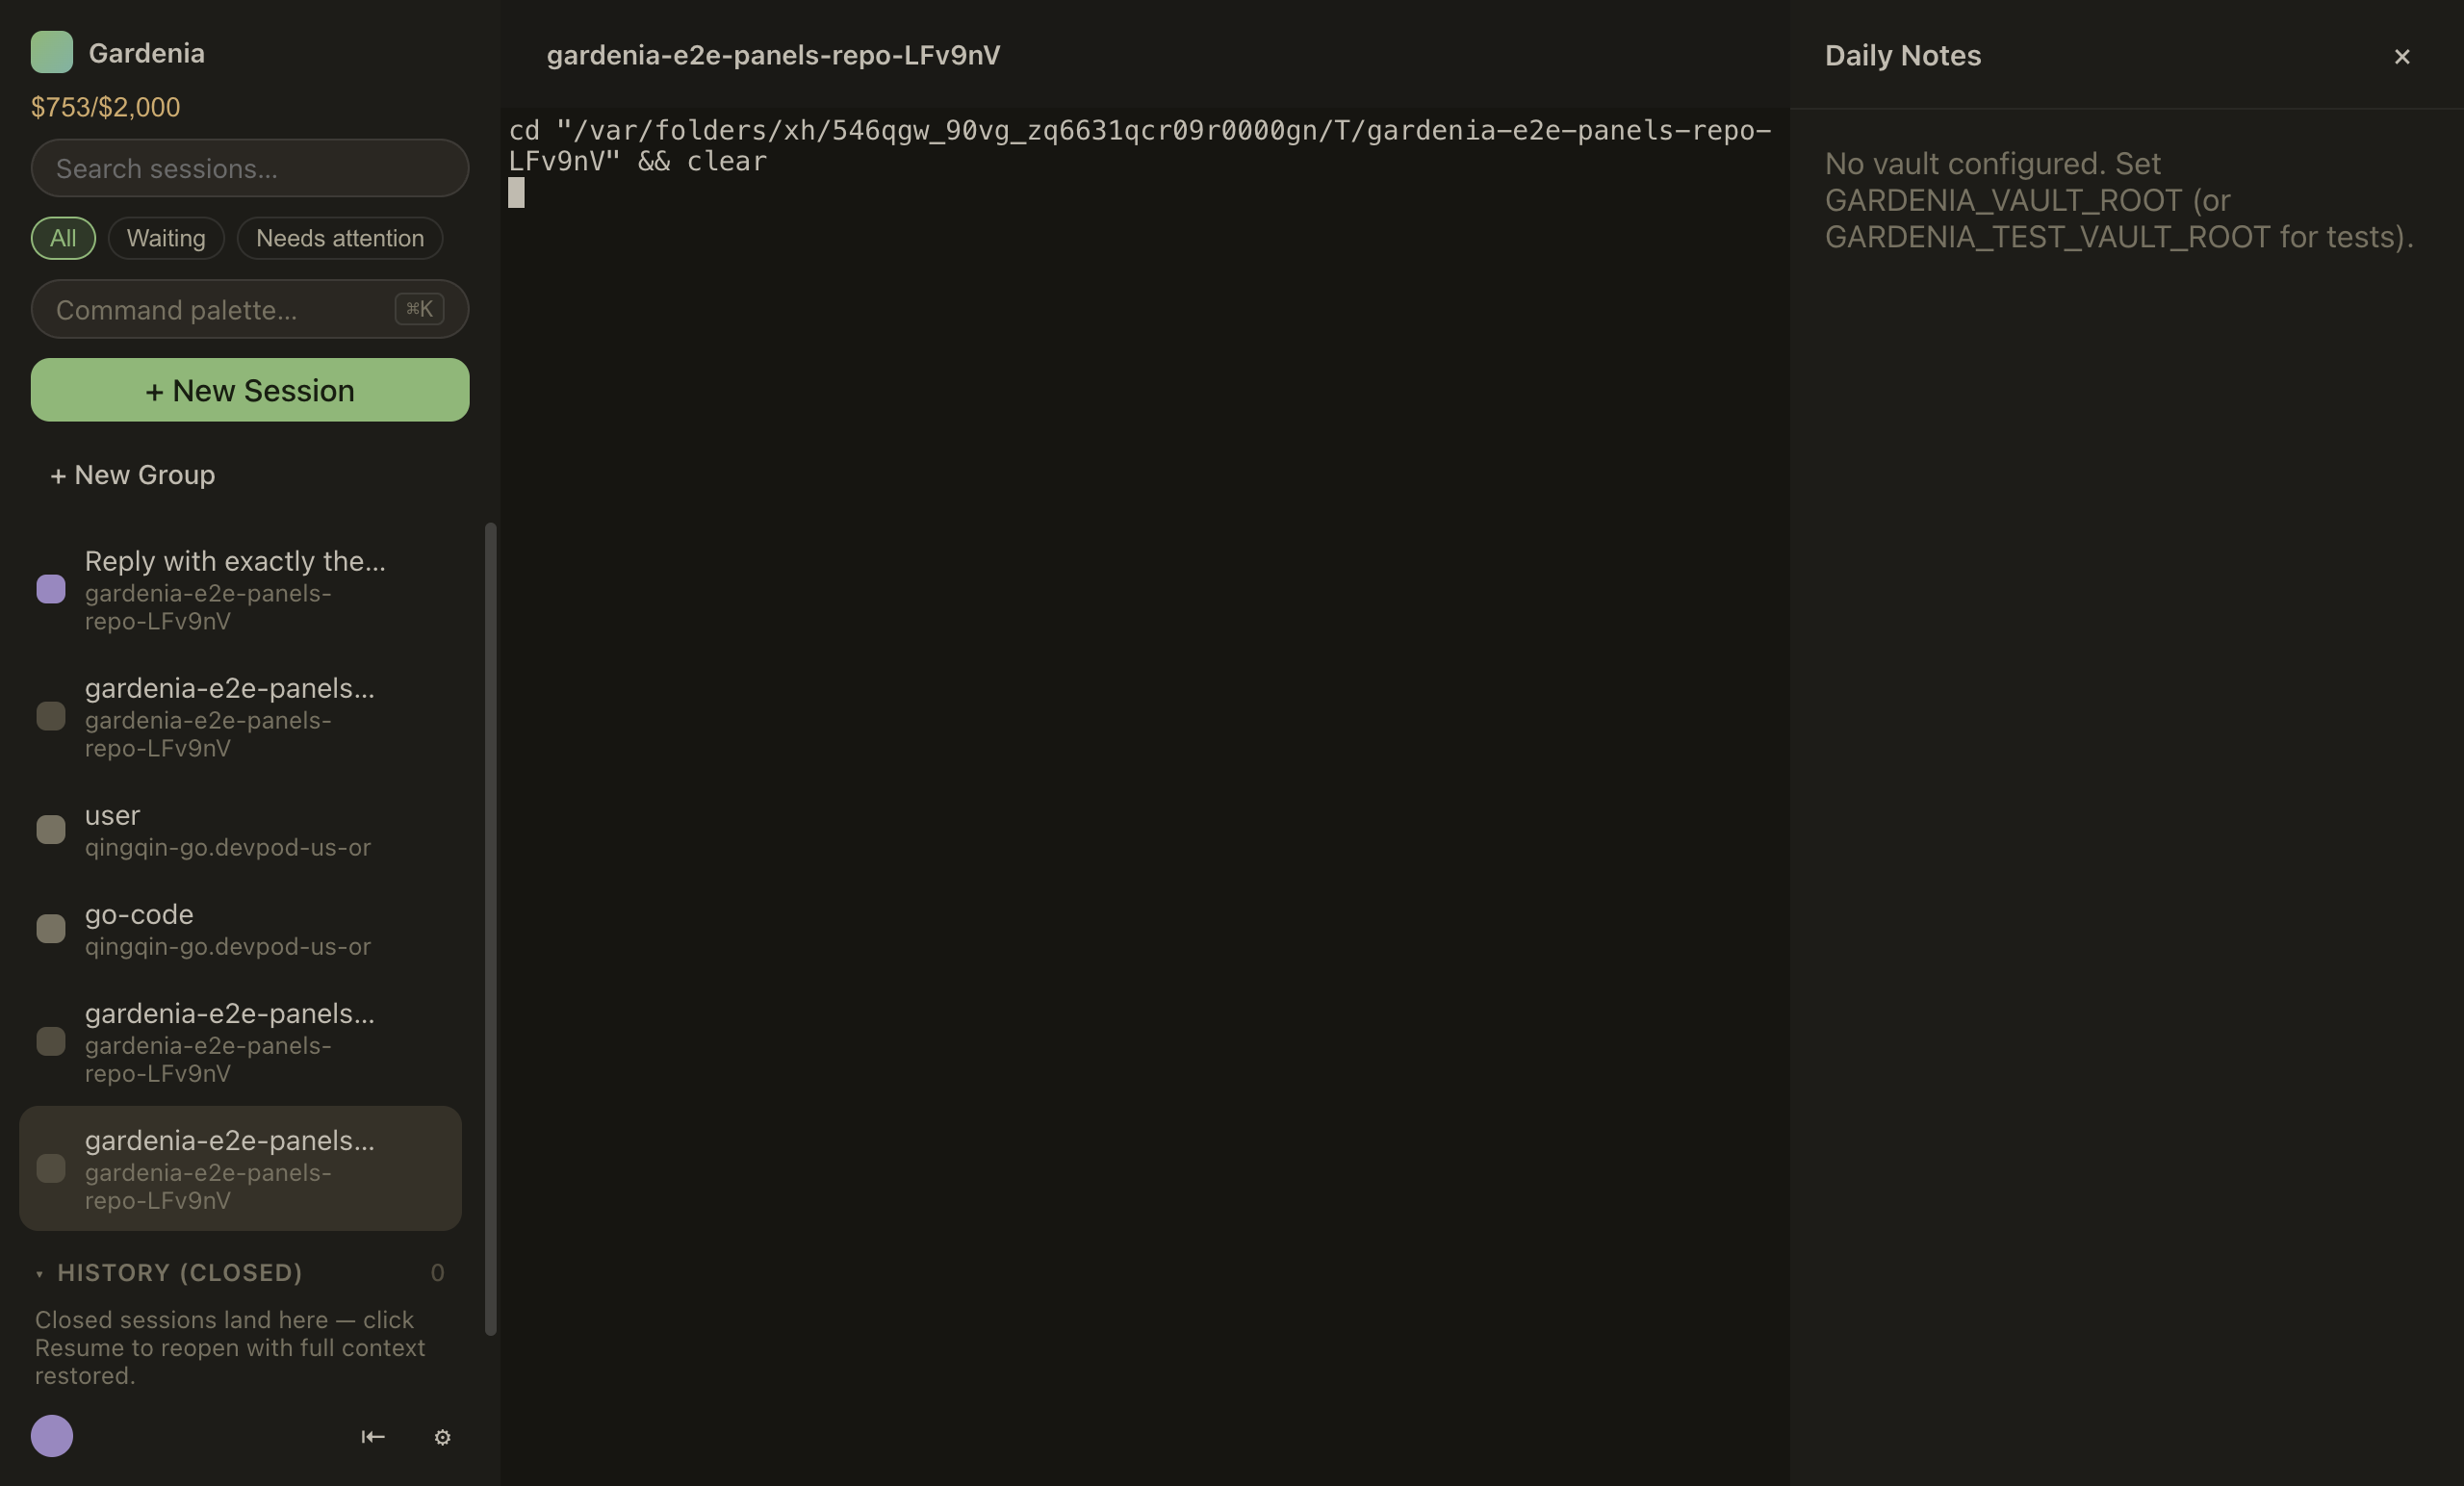 Gardenia
$753/$2,000
Search sessions...
All
Waiting
Needs attention
Command palette...
⌘K
+ New Session
+ New Group
Reply with exactly the...
gardenia-e2e-panels-
repo-LFv9nV
gardenia-e2e-panels...
gardenia-e2e-panels-
repo-LFv9nV
user
qingqin-go.devpod-us-or
go-code
qingqin-go.devpod-us-or
gardenia-e2e-panels...
gardenia-e2e-panels-
repo-LFv9nV
gardenia-e2e-panels...
gardenia-e2e-panels-
repo-LFv9nV
HISTORY (CLOSED)
0
Closed sessions land here — click
Resume to reopen with full context
restored.
gardenia-e2e-panels-repo-LFv9nV
cd "/var/folders/xh/546qgw_90vg_zq6631qcr09r0000gn/T/gardenia-e2e-panels-repo-
LFv9nV" && clear
Daily Notes
×
No vault configured. Set
GARDENIA_VAULT_ROOT (or
GARDENIA_TEST_VAULT_ROOT for tests).